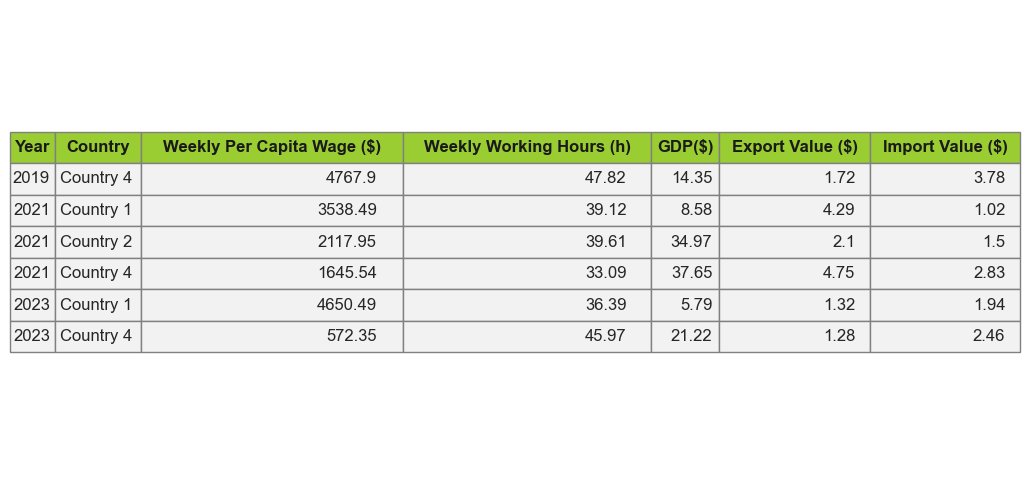 Year Country Weekly Per Capita Wage ($) Weekly Working Hours (h) GDP($) Export Value ($) Import Value ($)
2019 Country 4 4767.9 47.82 14.35 1.72 3.78
2021 Country 1 3538.49 39.12 8.58 4.29 1.02
2021 Country 2 2117.95 39.61 34.97 2.1 1.5
2021 Country 4 1645.54 33.09 37.65 4.75 2.83
2023 Country 1 4650.49 36.39 5.79 1.32 1.94
2023 Country 4 572.35 45.97 21.22 1.28 2.46